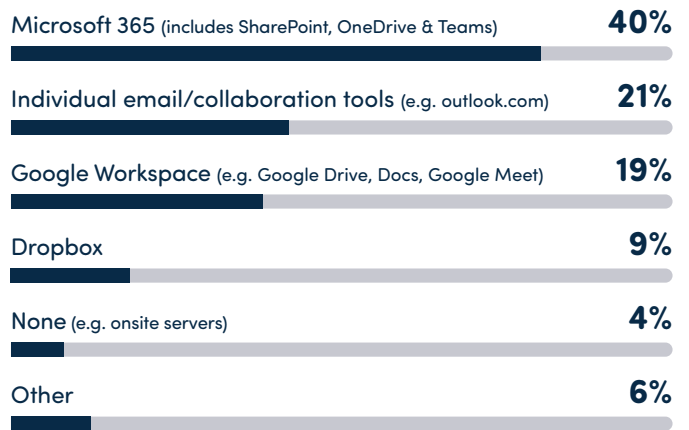 Microsoft 365 (includes SharePoint, OneDrive & Teams) 40%
Individual email/collaboration tools (e.g. outlook.com) 21%
Google Workspace (e.g. Google Drive, Docs, Google Meet) 19%
Dropbox 9%
None (e.g. onsite servers) 4%
Other 6%